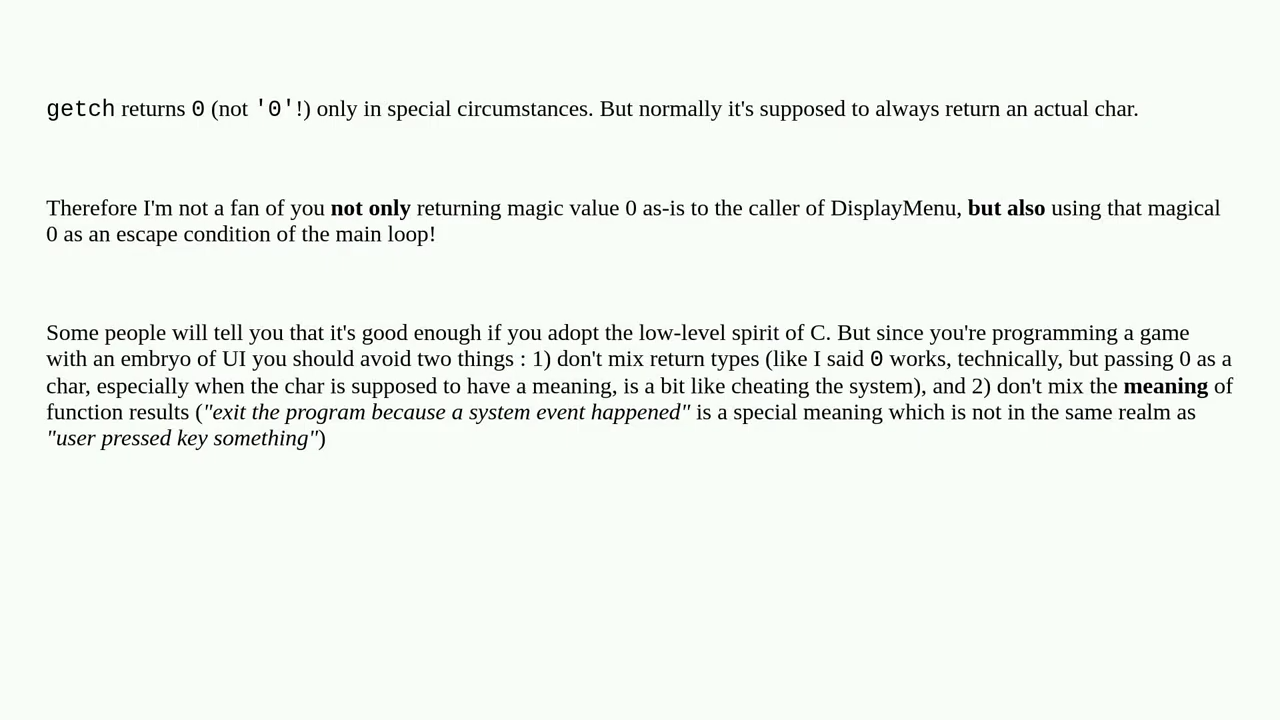 getch returns 0 (not '0'!) only in special circumstances. But normally it's supposed to always return an actual char.
Therefore I'm not a fan of you not only returning magic value 0 as-is to the caller of DisplayMenu, but also using that magical
0 as an escape condition of the main loop!
Some people will tell you that it's good enough if you adopt the low-level spirit of C. But since you're programming a game
with an embryo of UI you should avoid two things : 1) don't mix return types (like I said 0 works, technically, but passing 0 as a
char, especially when the char is supposed to have a meaning, is a bit like cheating the system), and 2) don't mix the meaning of
function results ("exit the program because a system event happened" is a special meaning which is not in the same realm as
"user pressed key something")